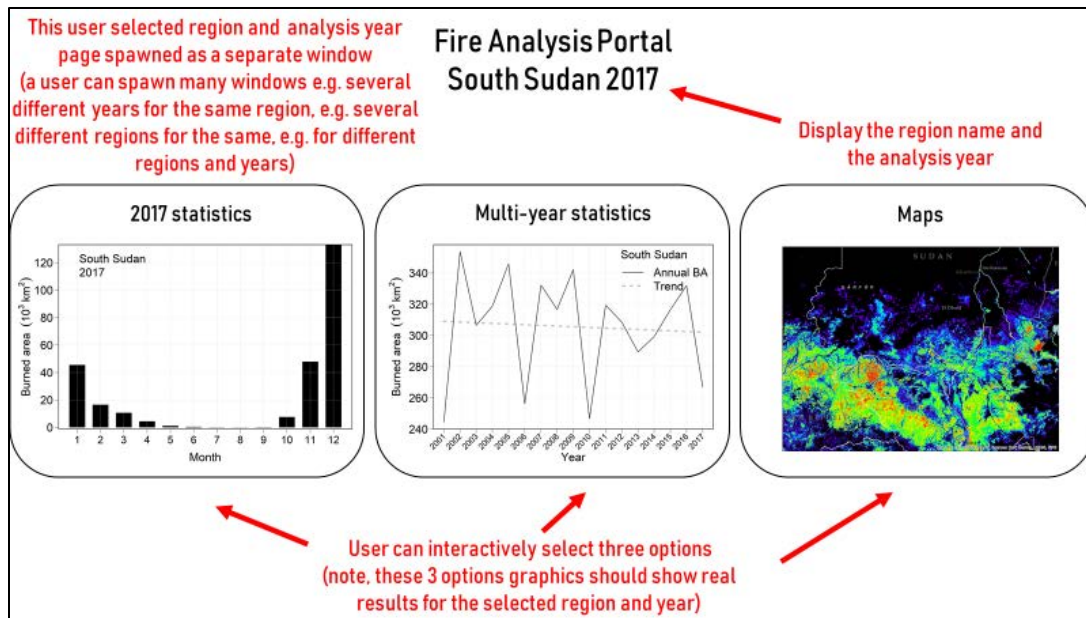 This user selected region and analysis year
page spawned as a separate window
(a user can spawn many windows e.g. several
different years for the same region, e.g. several
different regions for the same, e.g. for different
regions and years)
Fire Analysis Portal
South Sudan 2017
Display the region name and
the analysis year
2017 statistics
Burned area (10³ km²)
120
100
80
60
40
20
0
South Sudan
2017
1 2 3 4 5 6 7 8 9 10 11 12
Month
Multi-year statistics
Burned area (10³ km²)
340
320
300
280
260
240
South Sudan
Annual BA
Trend
2001 2002 2003 2004 2005 2006 2007 2008 2009 2010 2011 2012 2013 2014 2015 2016 2017
Year
Maps
SUDAN
User can interactively select three options
(note, these 3 options graphics should show real
results for the selected region and year)